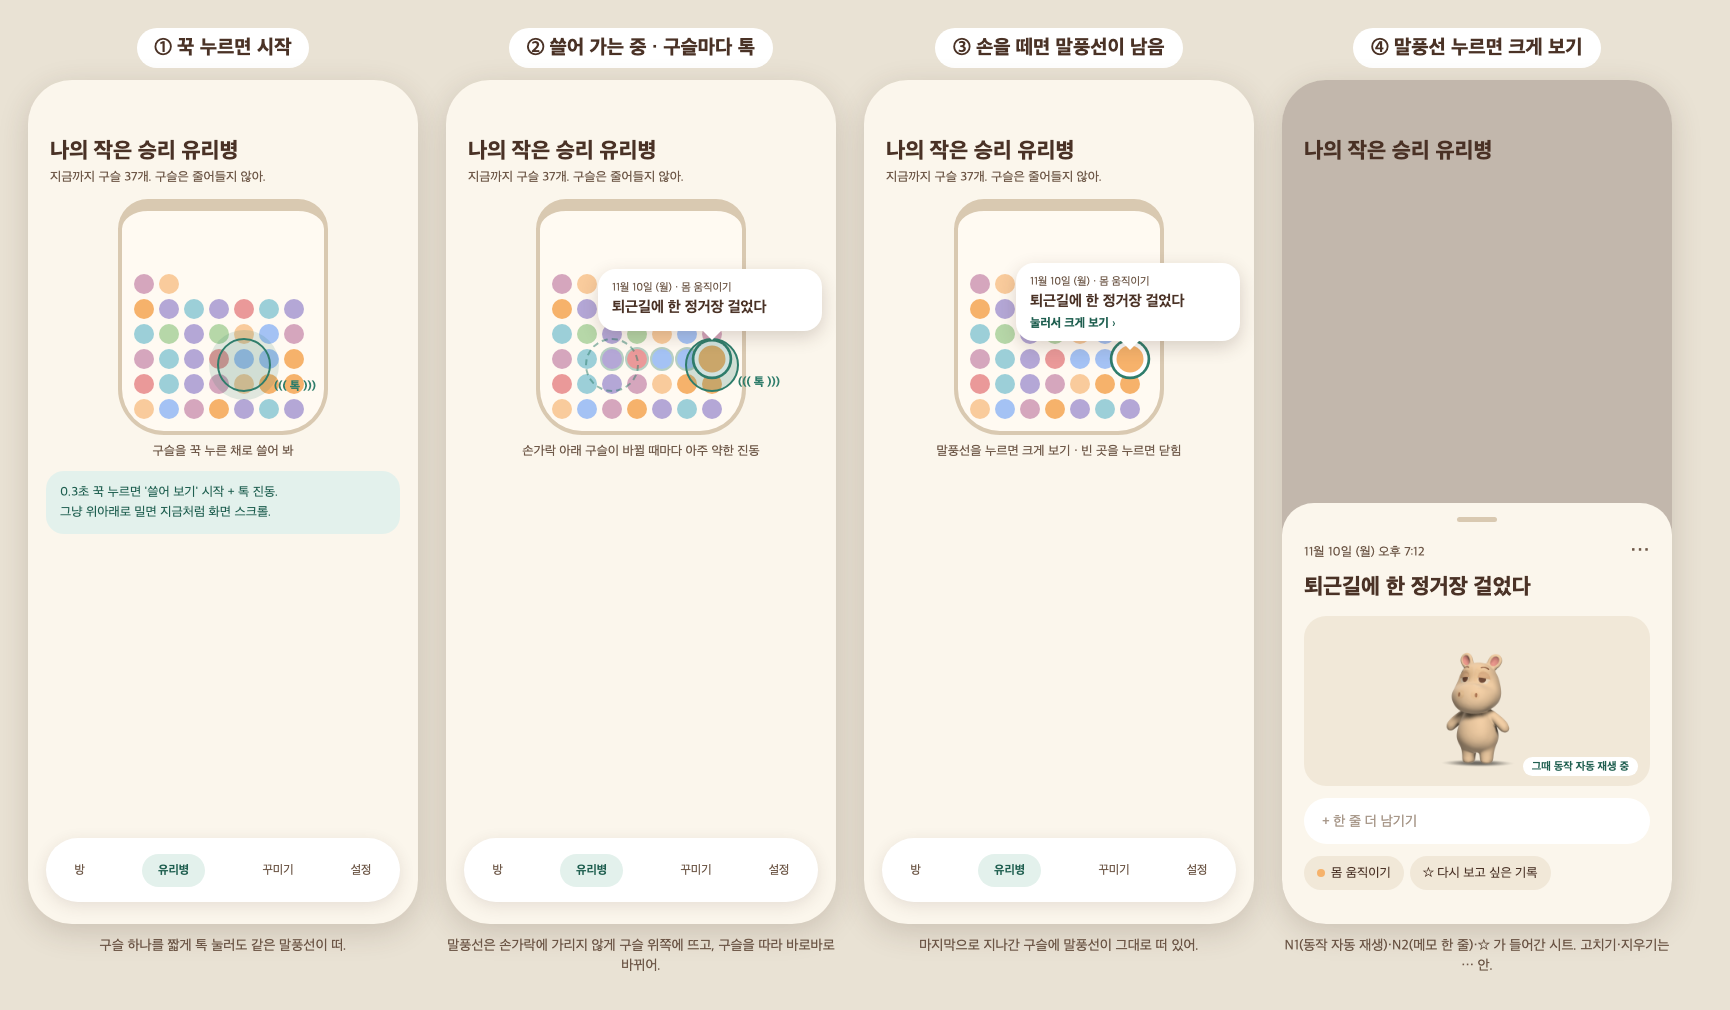 ① 꾹 누르면 시작
나의 작은 승리 유리병
지금까지 구슬 37개. 구슬은 줄어들지 않아.
((( 톡 )))
구슬을 꾹 누른 채로 쓸어 봐
0.3초 꾹 누르면 '쓸어 보기' 시작 + 톡 진동.
그냥 위아래로 밀면 지금처럼 화면 스크롤.
방 유리병 꾸미기 설정
구슬 하나를 짧게 톡 눌러도 같은 말풍선이 떠.
② 쓸어 가는 중 · 구슬마다 톡
나의 작은 승리 유리병
지금까지 구슬 37개. 구슬은 줄어들지 않아.
11월 10일 (월) · 몸 움직이기
퇴근길에 한 정거장 걸었다
((( 톡 )))
손가락 아래 구슬이 바뀔 때마다 아주 약한 진동
방 유리병 꾸미기 설정
말풍선은 손가락에 가리지 않게 구슬 위쪽에 뜨고, 구슬을 따라 바로바로
바뀌어.
③ 손을 떼면 말풍선이 남음
나의 작은 승리 유리병
지금까지 구슬 37개. 구슬은 줄어들지 않아.
11월 10일 (월) · 몸 움직이기
퇴근길에 한 정거장 걸었다
눌러서 크게 보기 ›
말풍선을 누르면 크게 보기 · 빈 곳을 누르면 닫힘
방 유리병 꾸미기 설정
마지막으로 지나간 구슬에 말풍선이 그대로 떠 있어.
④ 말풍선 누르면 크게 보기
나의 작은 승리 유리병
11월 10일 (월) 오후 7:12 ⋯
퇴근길에 한 정거장 걸었다
그때 동작 자동 재생 중
+ 한 줄 더 남기기
몸 움직이기 ☆ 다시 보고 싶은 기록
N1(동작 자동 재생)·N2(메모 한 줄)·☆ 가 들어간 시트. 고치기·지우기는
⋯ 안.